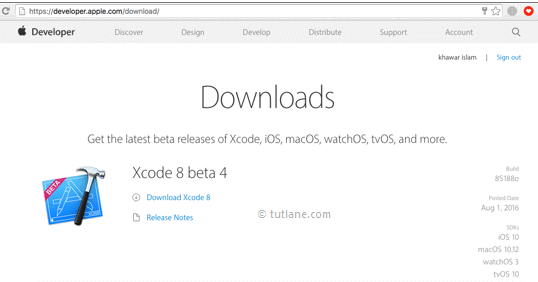 https://developer.apple.com/download/
Developer Discover Design Develop Distribute Support Account
khawar islam | Sign out
Downloads
Get the latest beta releases of Xcode, iOS, macOS, watchOS, tvOS, and more.
BETA
Xcode 8 beta 4
Download Xcode 8
Release Notes
© tutlane.com
Build
8S188o
Posted Date
Aug 1, 2016
SDKs
iOS 10
macOS 10.12
watchOS 3
tvOS 10